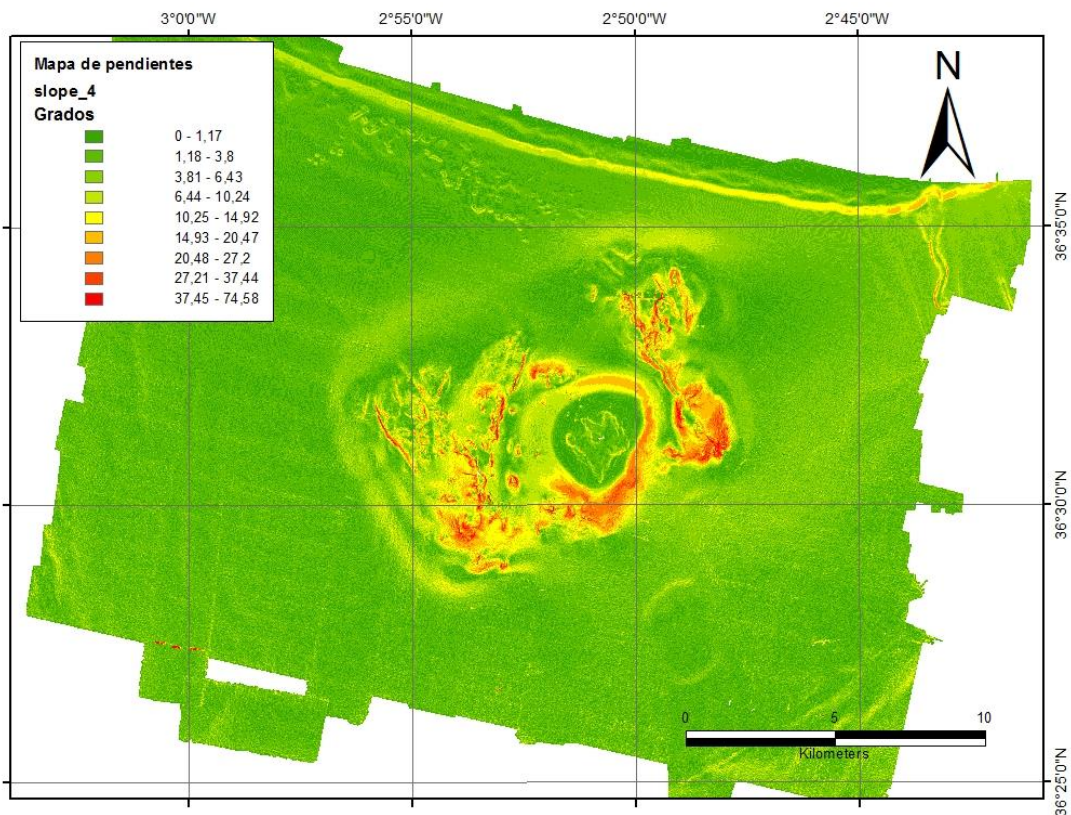 3°0'0"W 2°55'0"W 2°50'0"W 2°45'0"W
Mapa de pendientes
slope_4
Grados
0 - 1,17
1,18 - 3,8
3,81 - 6,43
6,44 - 10,24
10,25 - 14,92
14,93 - 20,47
20,48 - 27,2
27,21 - 37,44
37,45 - 74,58
N
36°35'0"N
36°30'0"N
0 5 10
Kilometers
36°25'0"N